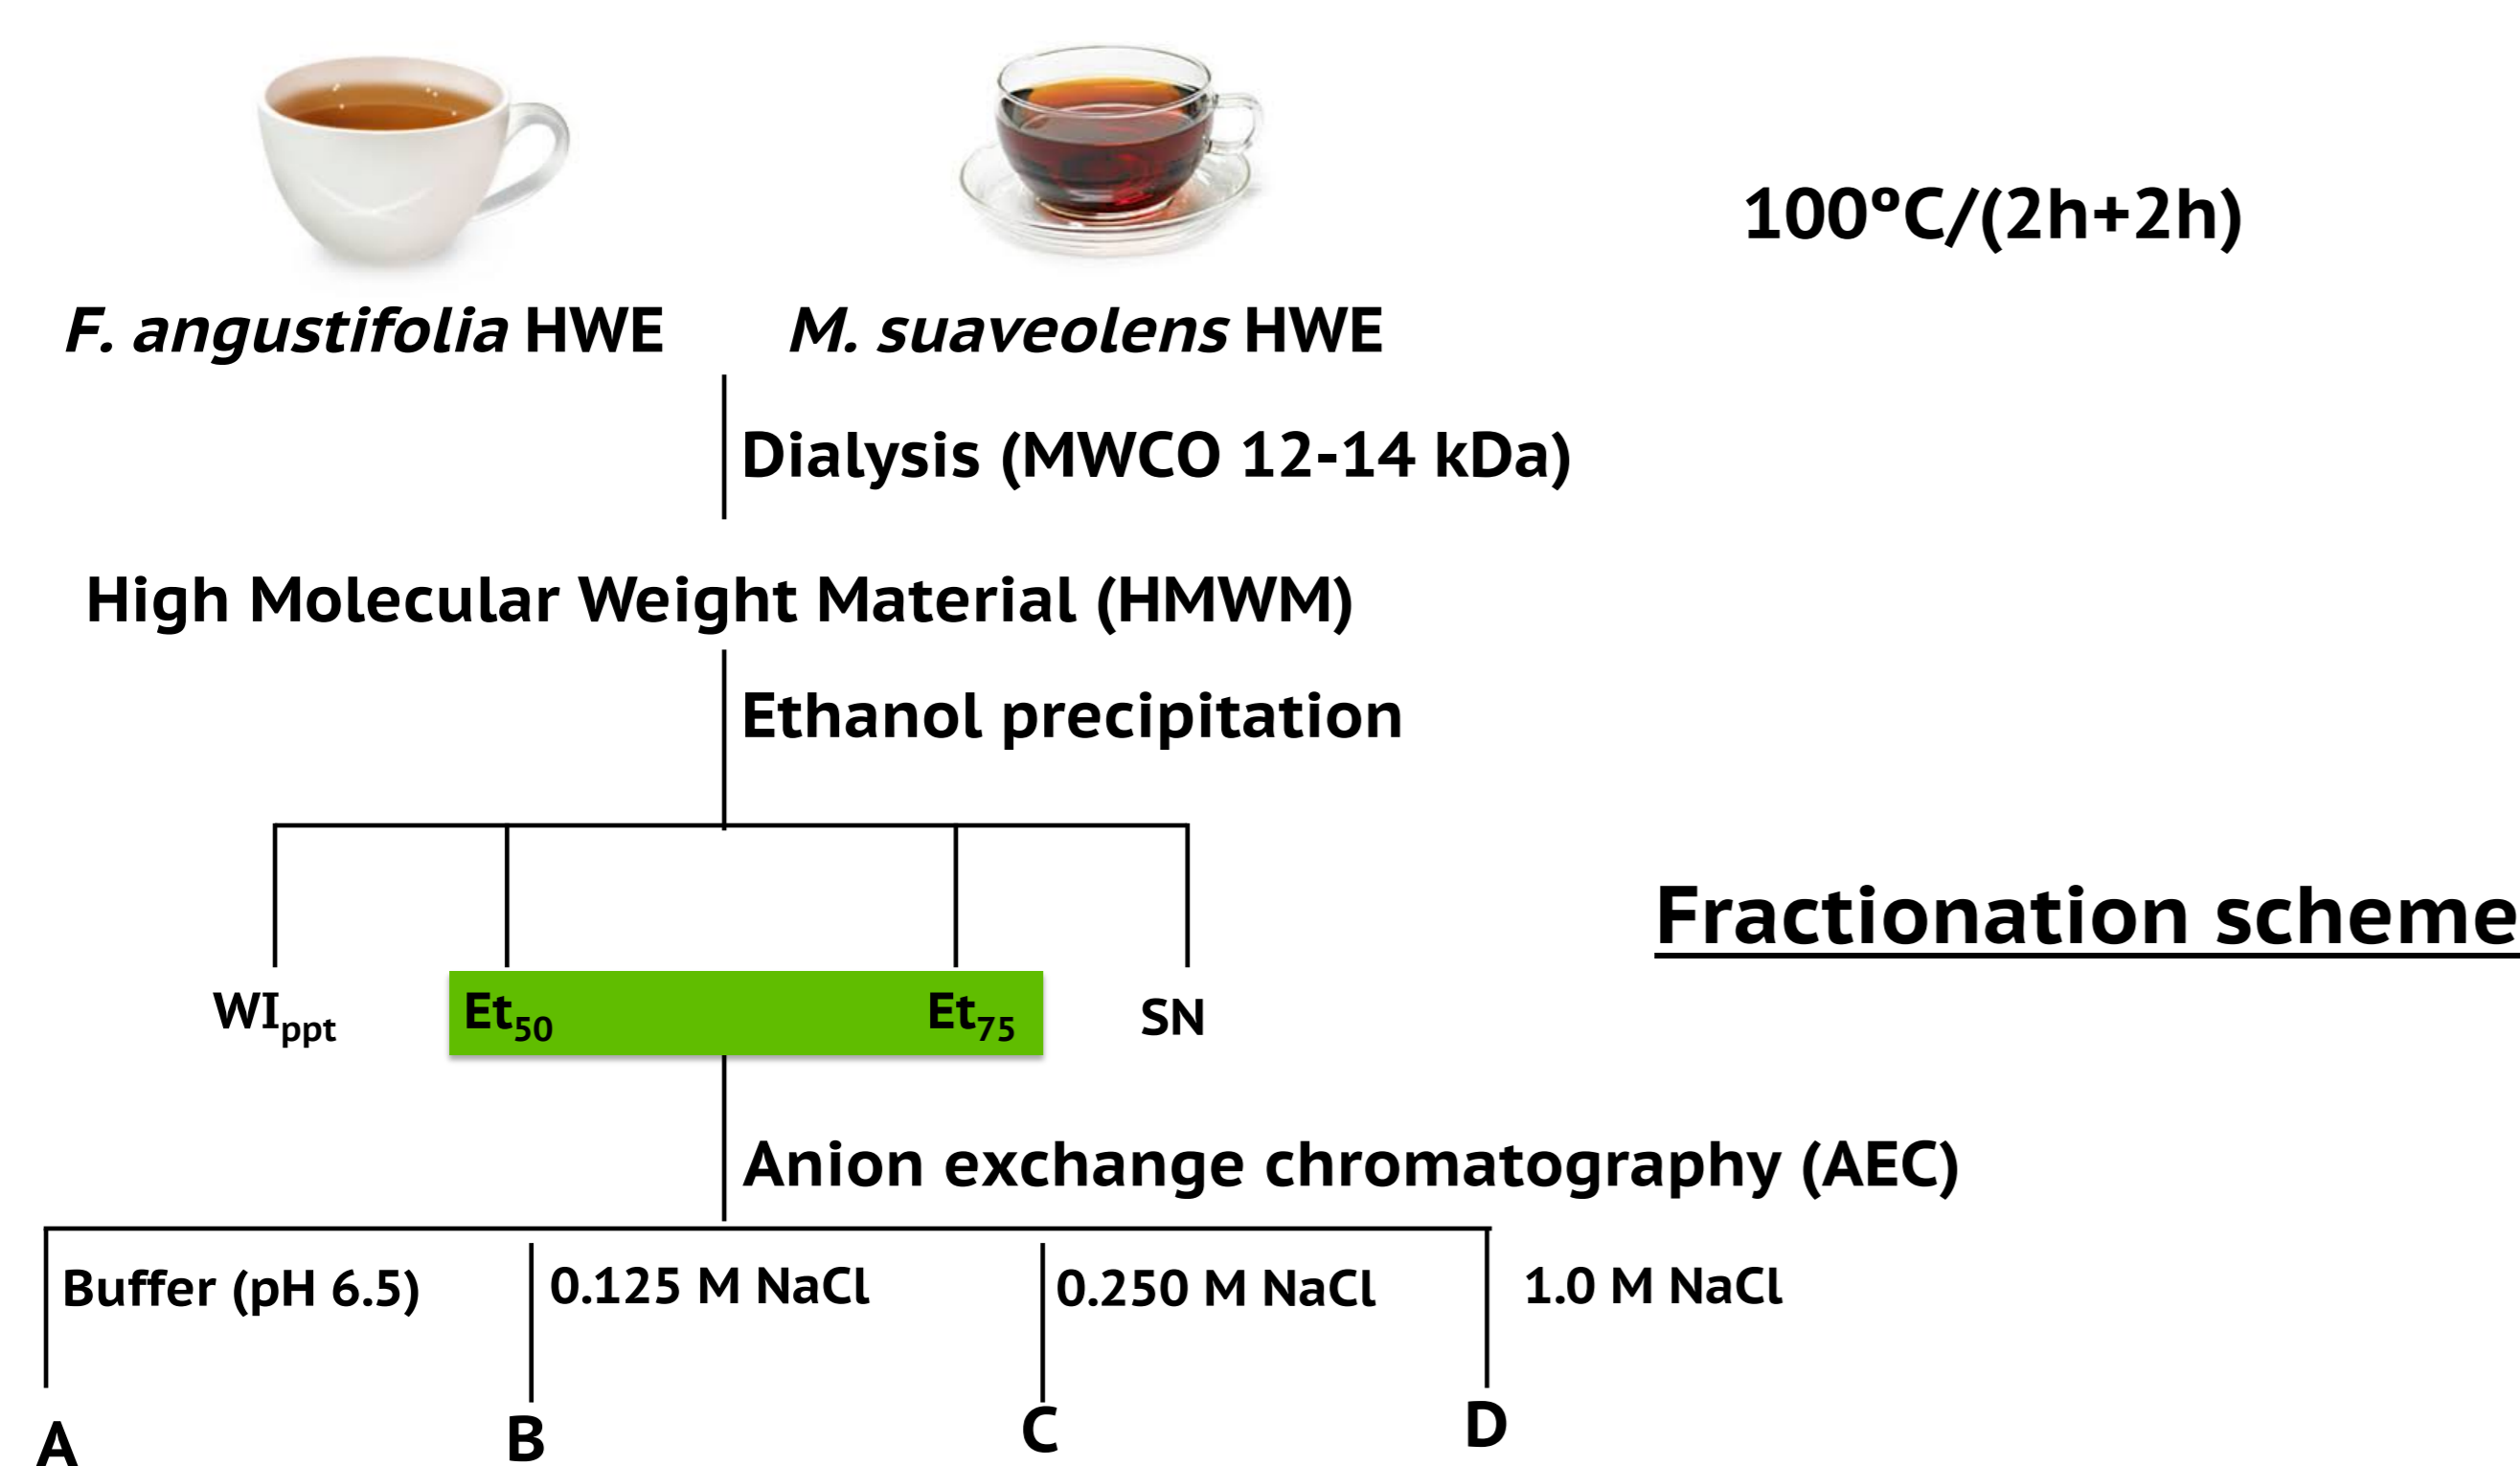 100ºC/(2h+2h)
F. angustifolia HWE
M. suaveolens HWE
Dialysis (MWCO 12-14 kDa)
High Molecular Weight Material (HMWM)
Ethanol precipitation
Fractionation scheme
WIppt
Et50
Et75
SN
Anion exchange chromatography (AEC)
Buffer (pH 6.5)
0.125 M NaCl
0.250 M NaCl
1.0 M NaCl
A
B
C
D